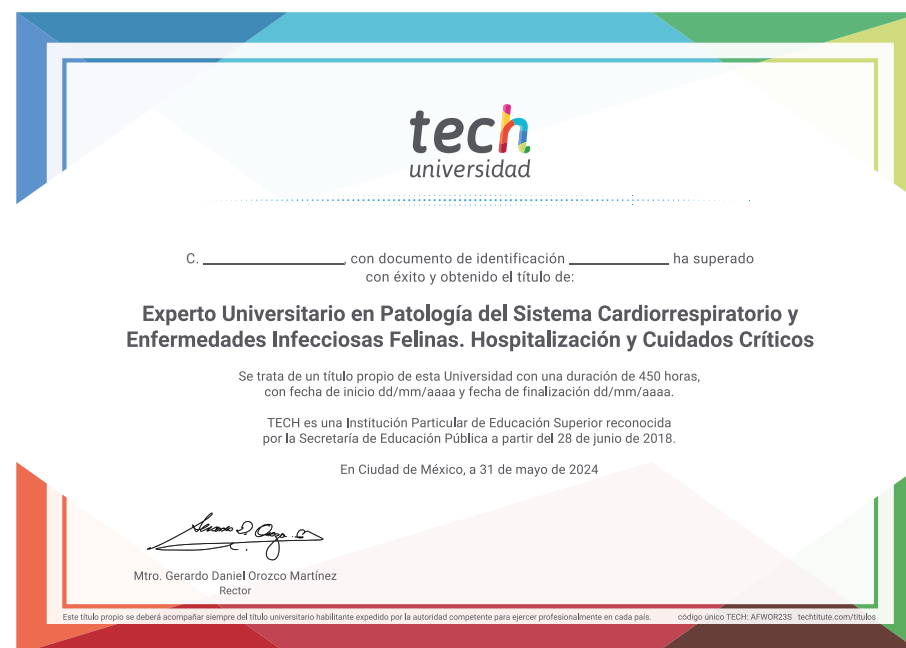 tech
universidad
C. ____________, con documento de identificación ____________ ha superado
con éxito y obtenido el título de:
Experto Universitario en Patología del Sistema Cardiorrespiratorio y
Enfermedades Infecciosas Felinas. Hospitalización y Cuidados Críticos
Se trata de un título propio de esta Universidad con una duración de 450 horas,
con fecha de inicio dd/mm/aaaa y fecha de finalización dd/mm/aaaa.
TECH es una Institución Particular de Educación Superior reconocida
por la Secretaría de Educación Pública a partir del 28 de junio de 2018.
En Ciudad de México, a 31 de mayo de 2024
Mtro. Gerardo Daniel Orozco Martínez
Rector
Este título propio se deberá acompañar siempre del título universitario habilitante expedido por la autoridad competente para ejercer profesionalmente en cada país. código único TECH: AFWOR23S techtitute.com/titulos